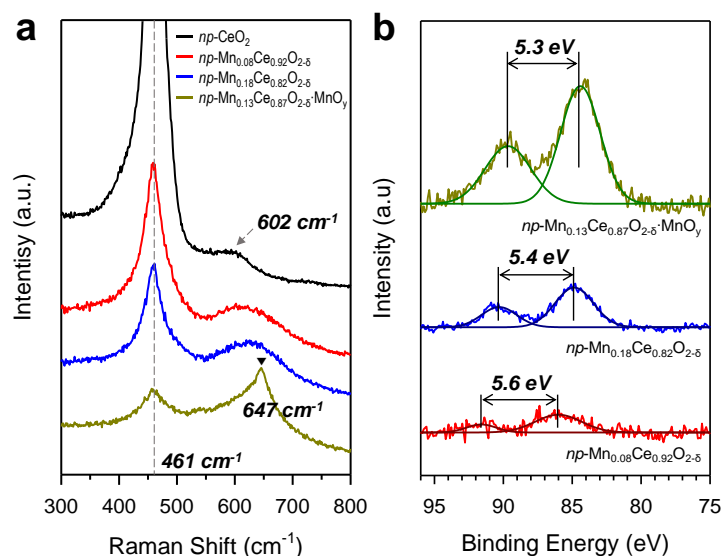 a
np-CeO₂
np-Mn₀.₀₈Ce₀.₉₂O₂₋δ
np-Mn₀.₁₈Ce₀.₈₂O₂₋δ
np-Mn₀.₁₃Ce₀.₈₇O₂₋δ·MnOy
602 cm⁻¹
647 cm⁻¹
461 cm⁻¹
Intentisy (a.u.)
300 400 500 600 700 800
Raman Shift (cm⁻¹)
b
5.3 eV
np-Mn₀.₁₃Ce₀.₈₇O₂₋δ·MnOy
5.4 eV
np-Mn₀.₁₈Ce₀.₈₂O₂₋δ
5.6 eV
np-Mn₀.₀₈Ce₀.₉₂O₂₋δ
Intensity (a.u.)
95 90 85 80 75
Binding Energy (eV)